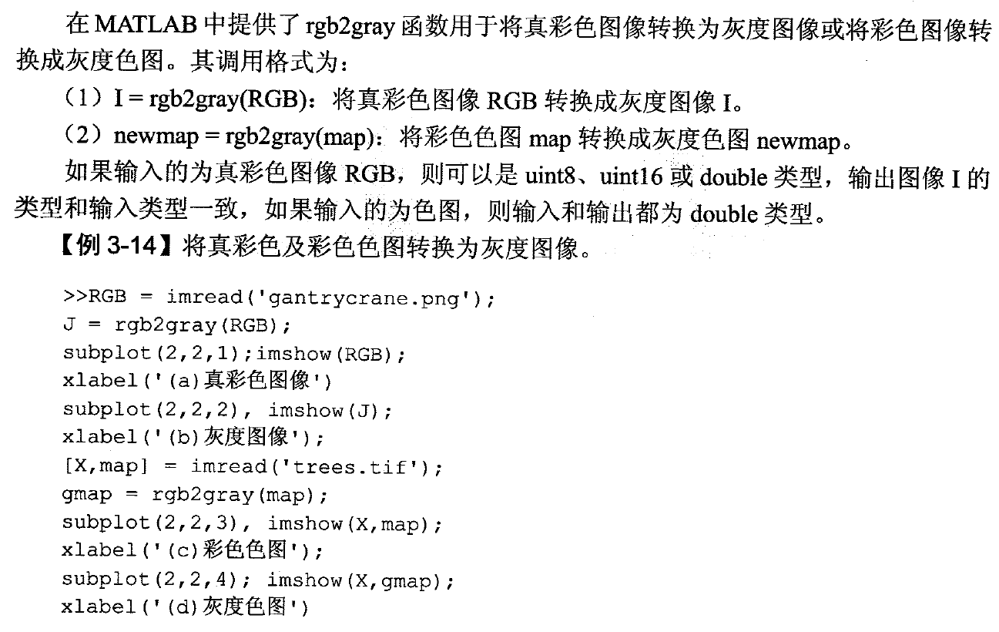 在 MATLAB 中提供了 rgb2gray 函数用于将真彩色图像转换为灰度图像或将彩色图像转
换成灰度色图。其调用格式为：
（1）I = rgb2gray(RGB)：将真彩色图像 RGB 转换成灰度图像 I。
（2）newmap = rgb2gray(map)：将彩色色图 map 转换成灰度色图 newmap。
如果输入的为真彩色图像 RGB，则可以是 uint8、uint16 或 double 类型，输出图像 I 的
类型和输入类型一致，如果输入的为色图，则输入和输出都为 double 类型。
【例 3-14】将真彩色及彩色色图转换为灰度图像。
>>RGB = imread('gantrycrane.png');
J = rgb2gray(RGB);
subplot(2,2,1);imshow(RGB);
xlabel('(a)真彩色图像')
subplot(2,2,2), imshow(J);
xlabel('(b)灰度图像');
[X,map] = imread('trees.tif');
gmap = rgb2gray(map);
subplot(2,2,3), imshow(X,map);
xlabel('(c)彩色色图');
subplot(2,2,4); imshow(X,gmap);
xlabel('(d)灰度色图')